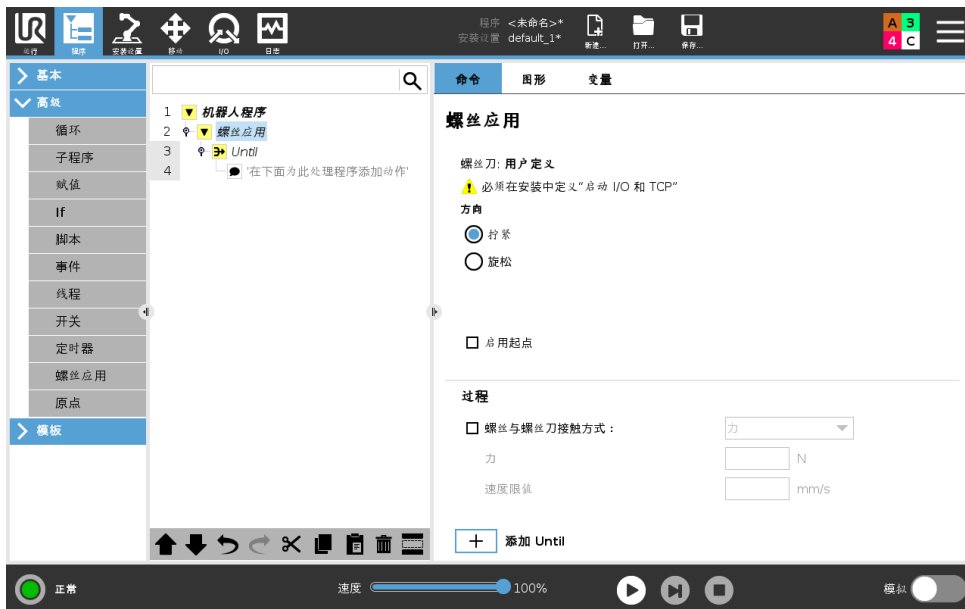 UR
运行
程序
安装设置
移动
I/O
日志
程序 <未命名>*
安装设置 default_1*
新建...
打开...
保存...
A 3
4 C
基本
高级
循环
子程序
赋值
If
脚本
事件
线程
开关
定时器
螺丝应用
原点
模板
1 机器人程序
2 螺丝应用
3 Until
4 '在下面为此处理程序添加动作'
命令 图形 变量
螺丝应用
螺丝刀: 用户定义
必须在安装中定义“启动 I/O 和 TCP”
方向
拧紧
旋松
启用起点
过程
螺丝与螺丝刀接触方式： 力
力 N
速度限值 mm/s
添加 Until
正常
速度 100%
模拟